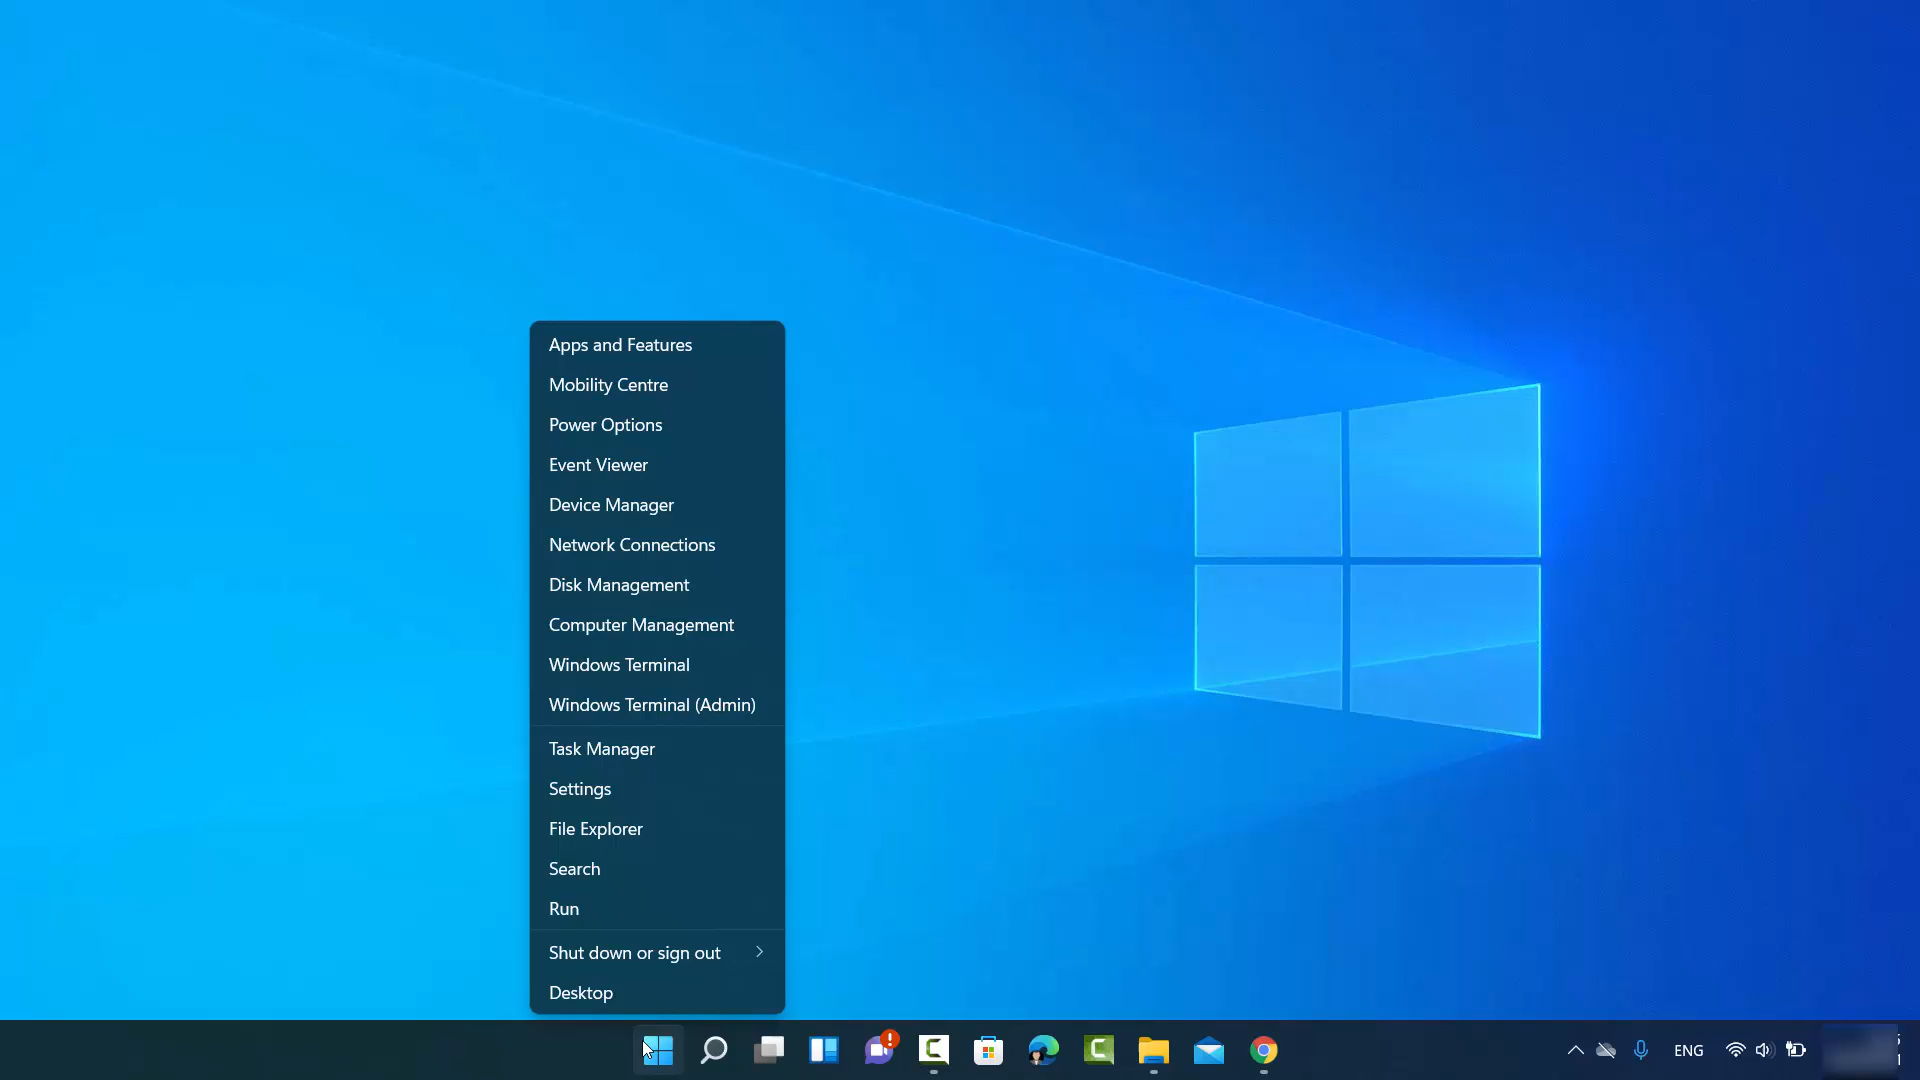 Apps and Features
Mobility Centre
Power Options
Event Viewer
Device Manager
Network Connections
Disk Management
Computer Management
Windows Terminal
Windows Terminal (Admin)
Task Manager
Settings
File Explorer
Search
Run
Shut down or sign out
Desktop
ENG